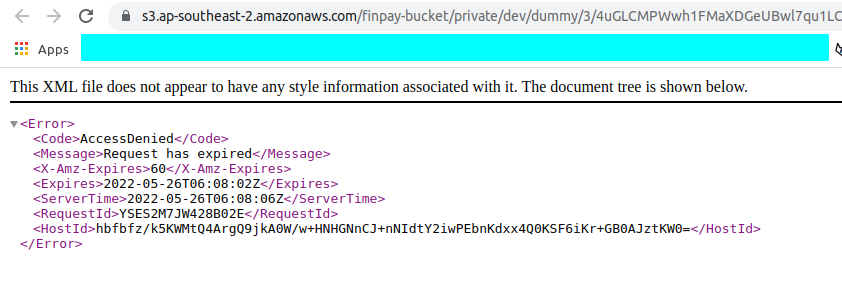 s3.ap-southeast-2.amazonaws.com/finpay-bucket/private/dev/dummy/3/4uGLCMPWwh1FMaXDGeUBwl7qu1LC
Apps
This XML file does not appear to have any style information associated with it. The document tree is shown below.
▼<Error>
<Code>AccessDenied</Code>
<Message>Request has expired</Message>
<X-Amz-Expires>60</X-Amz-Expires>
<Expires>2022-05-26T06:08:02Z</Expires>
<ServerTime>2022-05-26T06:08:06Z</ServerTime>
<RequestId>YSES2M7JW428B02E</RequestId>
<HostId>hbfbfz/k5KWMtQ4ArgQ9jkA0W/w+HNHGNnCJ+nNIdtY2iwPEbnKdxx4Q0KSF6iKr+GB0AJztKW0=</HostId>
</Error>